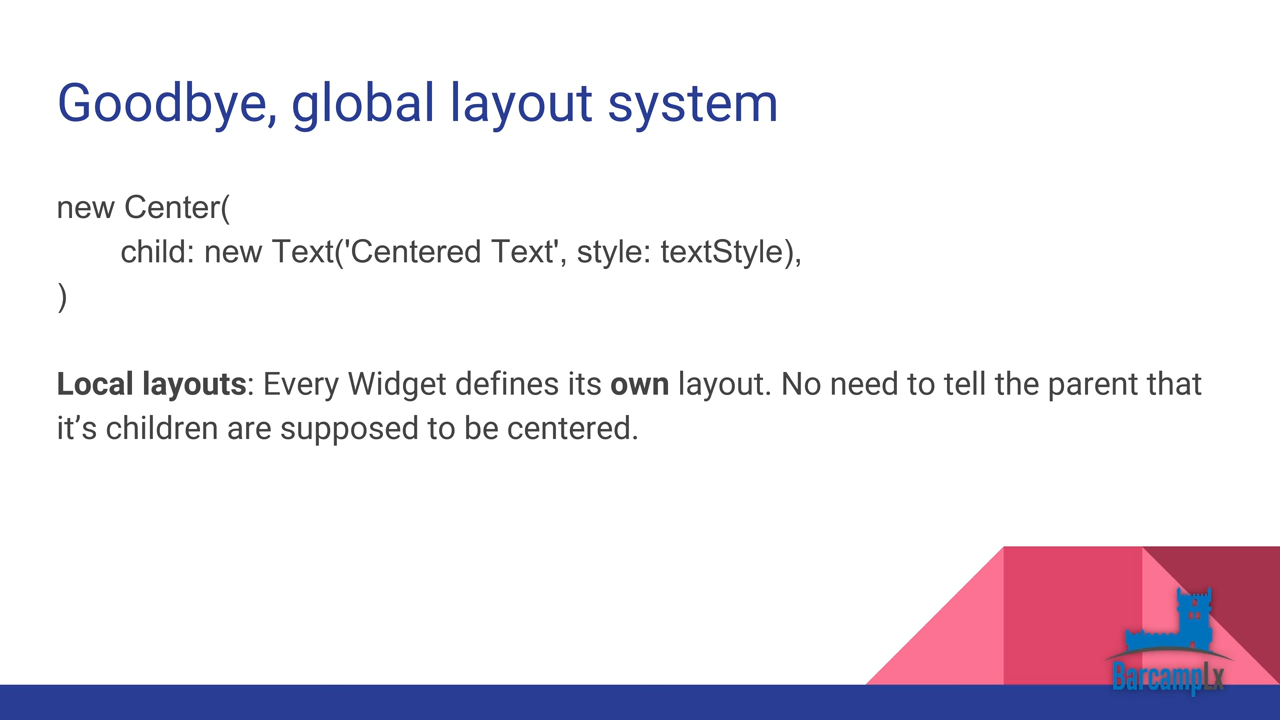 Goodbye, global layout system
new Center(
child: new Text('Centered Text', style: textStyle),
)
Local layouts: Every Widget defines its own layout. No need to tell the parent that
it’s children are supposed to be centered.
BarcampLx